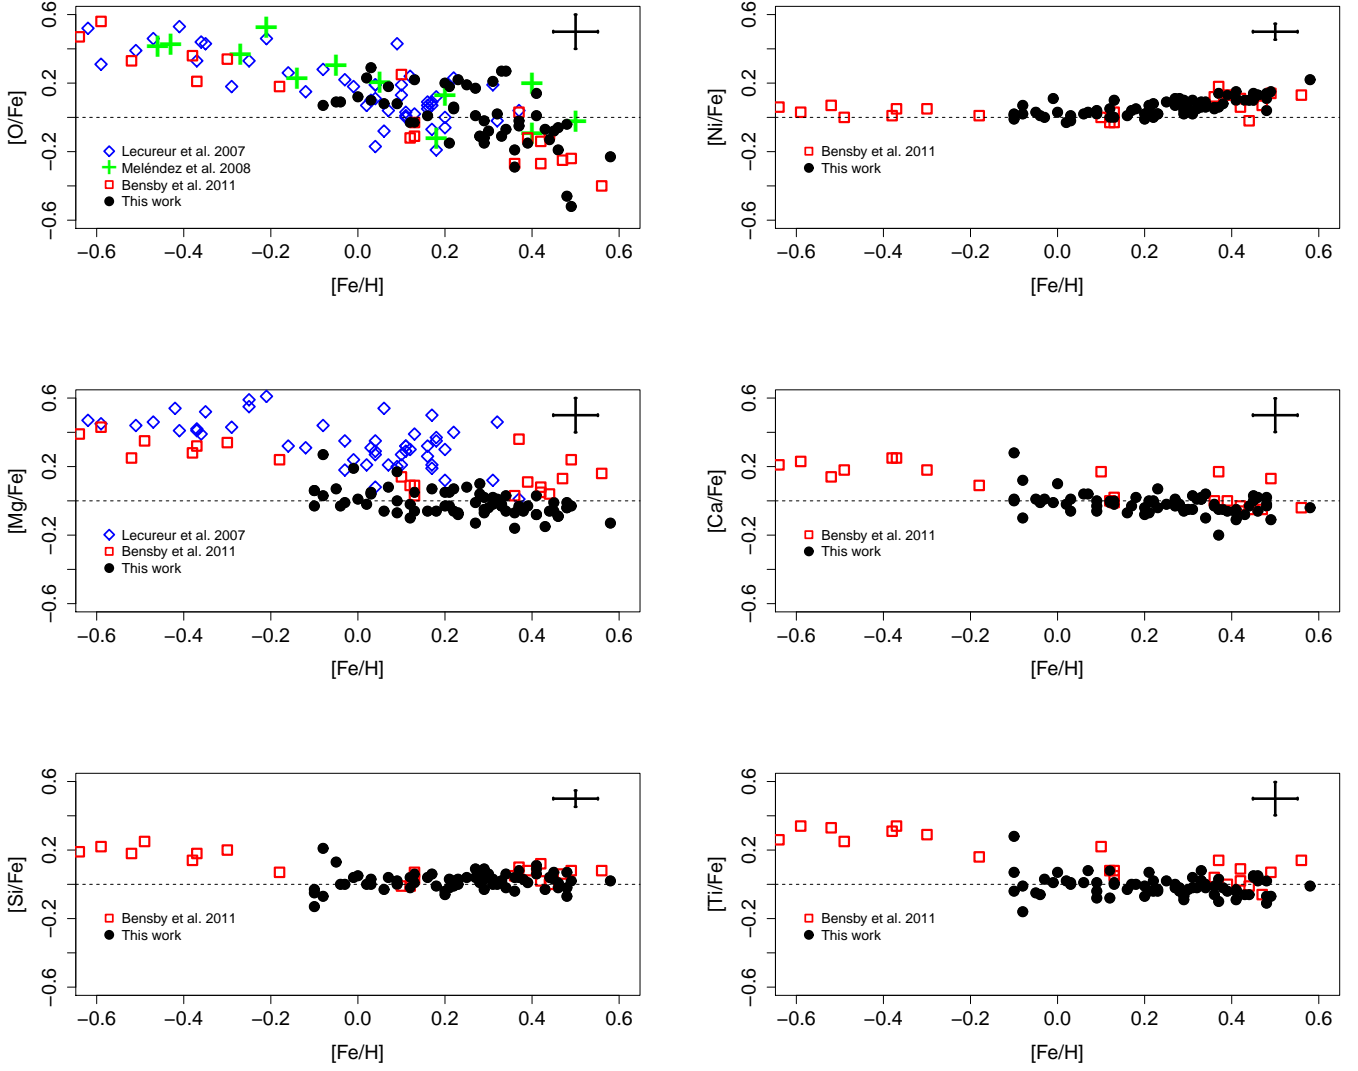 [O/Fe]
0.6
0.2
−0.2
−0.6
Lecureur et al. 2007
Meléndez et al. 2008
Bensby et al. 2011
This work
−0.6 −0.4 −0.2 0.0 0.2 0.4 0.6
[Fe/H]
[Ni/Fe]
0.6
0.2
−0.2
−0.6
Bensby et al. 2011
This work
−0.6 −0.4 −0.2 0.0 0.2 0.4 0.6
[Fe/H]
[Mg/Fe]
0.6
0.2
−0.2
−0.6
Lecureur et al. 2007
Bensby et al. 2011
This work
−0.6 −0.4 −0.2 0.0 0.2 0.4 0.6
[Fe/H]
[Ca/Fe]
0.6
0.2
−0.2
−0.6
Bensby et al. 2011
This work
−0.6 −0.4 −0.2 0.0 0.2 0.4 0.6
[Fe/H]
[Si/Fe]
0.6
0.2
−0.2
−0.6
Bensby et al. 2011
This work
−0.6 −0.4 −0.2 0.0 0.2 0.4 0.6
[Fe/H]
[Ti/Fe]
0.6
0.2
−0.2
−0.6
Bensby et al. 2011
This work
−0.6 −0.4 −0.2 0.0 0.2 0.4 0.6
[Fe/H]